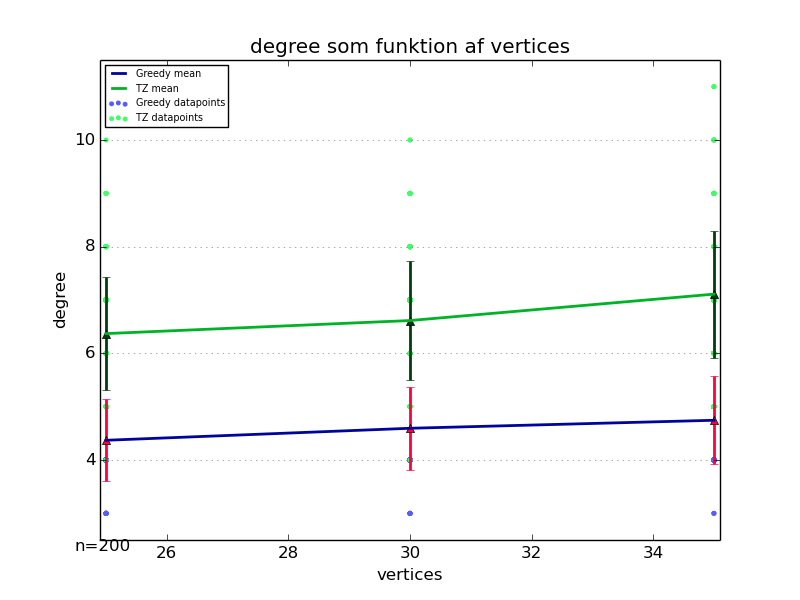 degree som funktion af vertices
Greedy mean
TZ mean
Greedy datapoints
TZ datapoints
10
8
6
4
degree
n=200
26
28
30
32
34
vertices